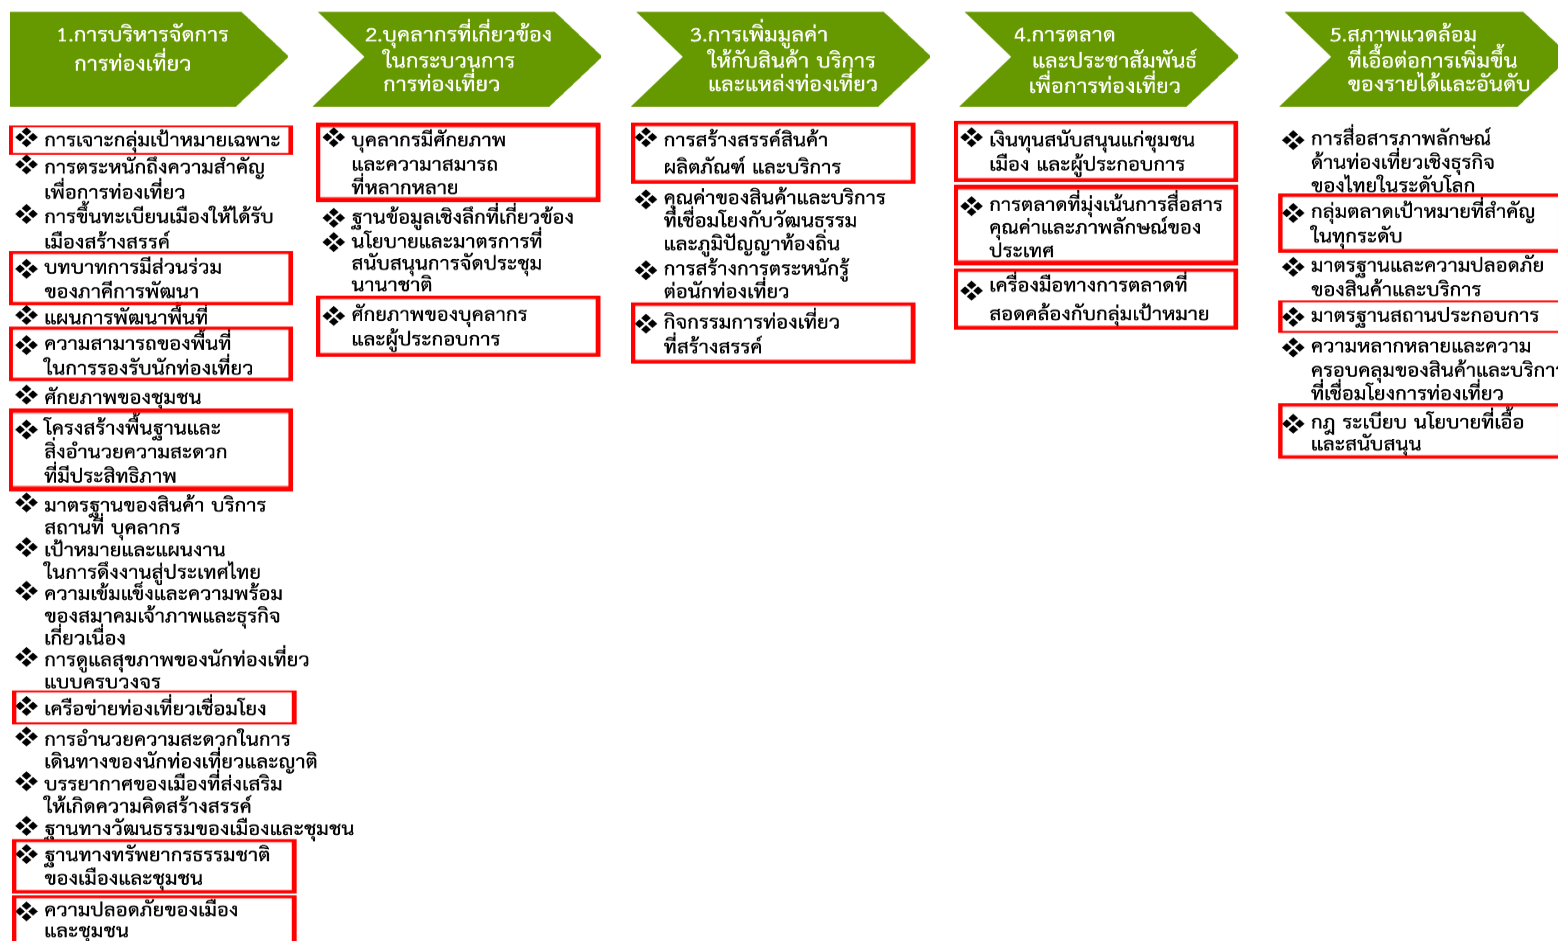 1.การบริหารจัดการ
การท่องเที่ยว
❖ การเจาะกลุ่มเป้าหมายเฉพาะ
❖ การตระหนักถึงความสำคัญ
เพื่อการท่องเที่ยว
❖ การขึ้นทะเบียนเมืองให้ได้รับ
เมืองสร้างสรรค์
❖ บทบาทการมีส่วนร่วม
ของภาคีการพัฒนา
❖ แผนการพัฒนาพื้นที่
❖ ความสามารถของพื้นที่
ในการรองรับนักท่องเที่ยว
❖ ศักยภาพของชุมชน
❖ โครงสร้างพื้นฐานและ
สิ่งอำนวยความสะดวก
ที่มีประสิทธิภาพ
❖ มาตรฐานของสินค้า บริการ
สถานที่ บุคลากร
❖ เป้าหมายและแผนงาน
ในการดึงงานสู่ประเทศไทย
❖ ความเข้มแข็งและความพร้อม
ของสมาคมเจ้าภาพและธุรกิจ
เกี่ยวเนื่อง
❖ การดูแลสุขภาพของนักท่องเที่ยว
แบบครบวงจร
❖ เครือข่ายท่องเที่ยวเชื่อมโยง
❖ การอำนวยความสะดวกในการ
เดินทางของนักท่องเที่ยวและญาติ
❖ บรรยากาศของเมืองที่ส่งเสริม
ให้เกิดความคิดสร้างสรรค์
❖ ฐานทางวัฒนธรรมของเมืองและชุมชน
❖ ฐานทางทรัพยากรธรรมชาติ
ของเมืองและชุมชน
❖ ความปลอดภัยของเมือง
และชุมชน
2.บุคลากรที่เกี่ยวข้อง
ในกระบวนการ
การท่องเที่ยว
❖ บุคลากรมีศักยภาพ
และความาสมารถ
ที่หลากหลาย
❖ ฐานข้อมูลเชิงลึกที่เกี่ยวข้อง
❖ นโยบายและมาตรการที่
สนับสนุนการจัดประชุม
นานาชาติ
❖ ศักยภาพของบุคลากร
และผู้ประกอบการ
3.การเพิ่มมูลค่า
ให้กับสินค้า บริการ
และแหล่งท่องเที่ยว
❖ การสร้างสรรค์สินค้า
ผลิตภัณฑ์ และบริการ
❖ คุณค่าของสินค้าและบริการ
ที่เชื่อมโยงกับวัฒนธรรม
และภูมิปัญญาท้องถิ่น
❖ การสร้างการตระหนักรู้
ต่อนักท่องเที่ยว
❖ กิจกรรมการท่องเที่ยว
ที่สร้างสรรค์
4.การตลาด
และประชาสัมพันธ์
เพื่อการท่องเที่ยว
❖ เงินทุนสนับสนุนแก่ชุมชน
เมือง และผู้ประกอบการ
❖ การตลาดที่มุ่งเน้นการสื่อสาร
คุณค่าและภาพลักษณ์ของ
ประเทศ
❖ เครื่องมือทางการตลาดที่
สอดคล้องกับกลุ่มเป้าหมาย
5.สภาพแวดล้อม
ที่เอื้อต่อการเพิ่มขึ้น
ของรายได้และอันดับ
❖ การสื่อสารภาพลักษณ์
ด้านท่องเที่ยวเชิงธุรกิจ
ของไทยในระดับโลก
❖ กลุ่มตลาดเป้าหมายที่สำคัญ
ในทุกระดับ
❖ มาตรฐานและความปลอดภัย
ของสินค้าและบริการ
❖ มาตรฐานสถานประกอบการ
❖ ความหลากหลายและความ
ครอบคลุมของสินค้าและบริการ
ที่เชื่อมโยงการท่องเที่ยว
❖ กฎ ระเบียบ นโยบายที่เอื้อ
และสนับสนุน